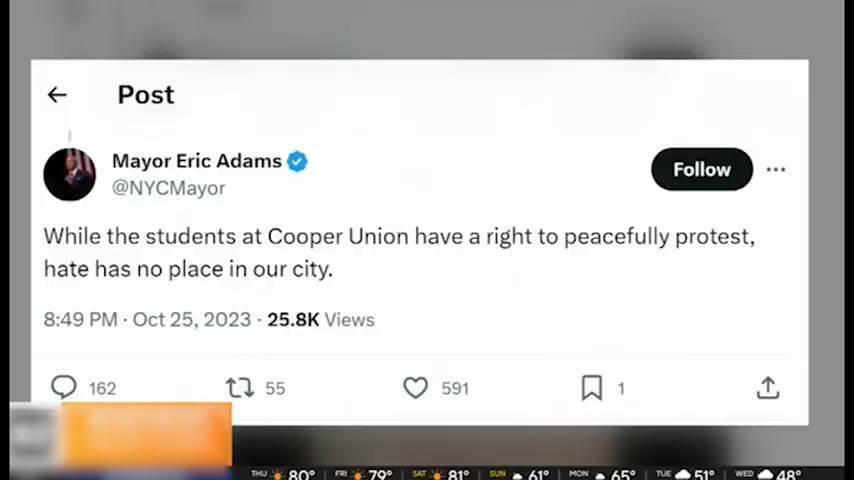 Post
Mayor Eric Adams
@NYCMayor
Follow
While the students at Cooper Union have a right to peacefully protest,
hate has no place in our city.
8:49 PM · Oct 25, 2023 · 25.8K Views
162 55 591 1
THU 80° FRI 79° SAT 81° SUN 61° MON 65° TUE 51° WED 48°